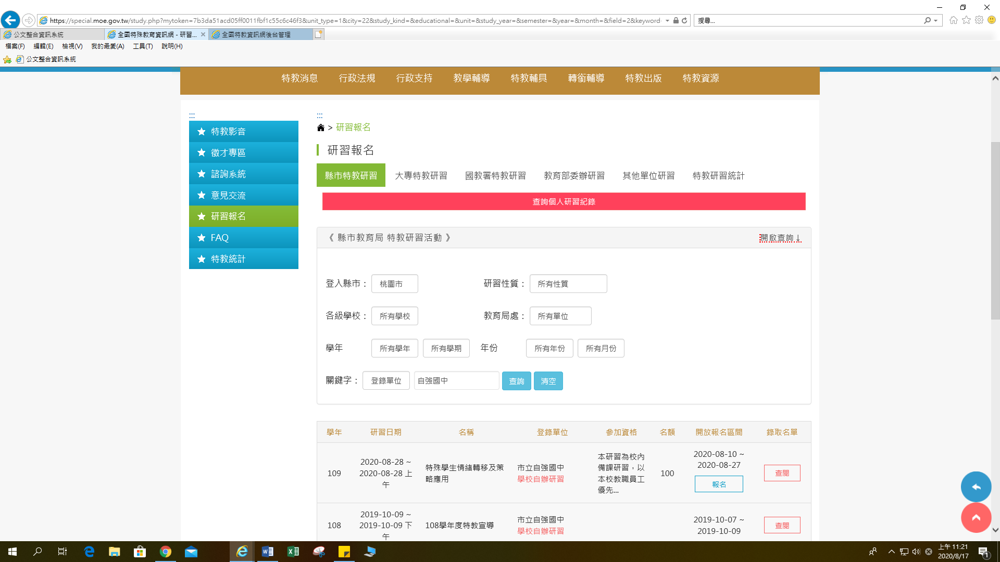 https://special.moe.gov.tw/study.php?mytoken=7b3da51acd05ff0011fbf1c55c6c46f3&unit_type=1&city=22&study_kind=&educational=&unit=&study_year=&semester=&year=&month=&field=2&keyword
搜尋...
公文整合資訊系統
全國特殊教育資訊網 - 研習...
全國特教資訊網後台管理
檔案(F) 編輯(E) 檢視(V) 我的最愛(A) 工具(T) 說明(H)
公文整合資訊系統
特教消息 行政法規 行政支持 教學輔導 特教輔具 轉銜輔導 特教出版 特教資源
:::
特教影音
徵才專區
諮詢系統
意見交流
研習報名
FAQ
特教統計
:::
> 研習報名
研習報名
縣市特教研習 大專特教研習 國教署特教研習 教育部委辦研習 其他單位研習 特教研習統計
查詢個人研習紀錄
《 縣市教育局 特教研習活動 》
開啟查詢↓
登入縣市： 桃園市 研習性質： 所有性質
各級學校： 所有學校 教育局處： 所有單位
學年 所有學年 所有學期 年份 所有年份 所有月份
關鍵字： 登錄單位 自強國中 查詢 清空
學年 研習日期 名稱 登錄單位 參加資格 名額 開放報名區間 錄取名單
109
2020-08-28 ~
2020-08-28 上
午
特殊學生情緒轉移及策
略應用
市立自強國中
學校自辦研習
本研習為校內
備課研習，以
本校教職員工
優先...
100
2020-08-10 ~
2020-08-27
報名
查閱
108
2019-10-09 ~
2019-10-09 下
午
108學年度特教宣導
市立自強國中
學校自辦研習
2019-10-07 ~
2019-10-09
查閱
上午 11:21
2020/8/17
1